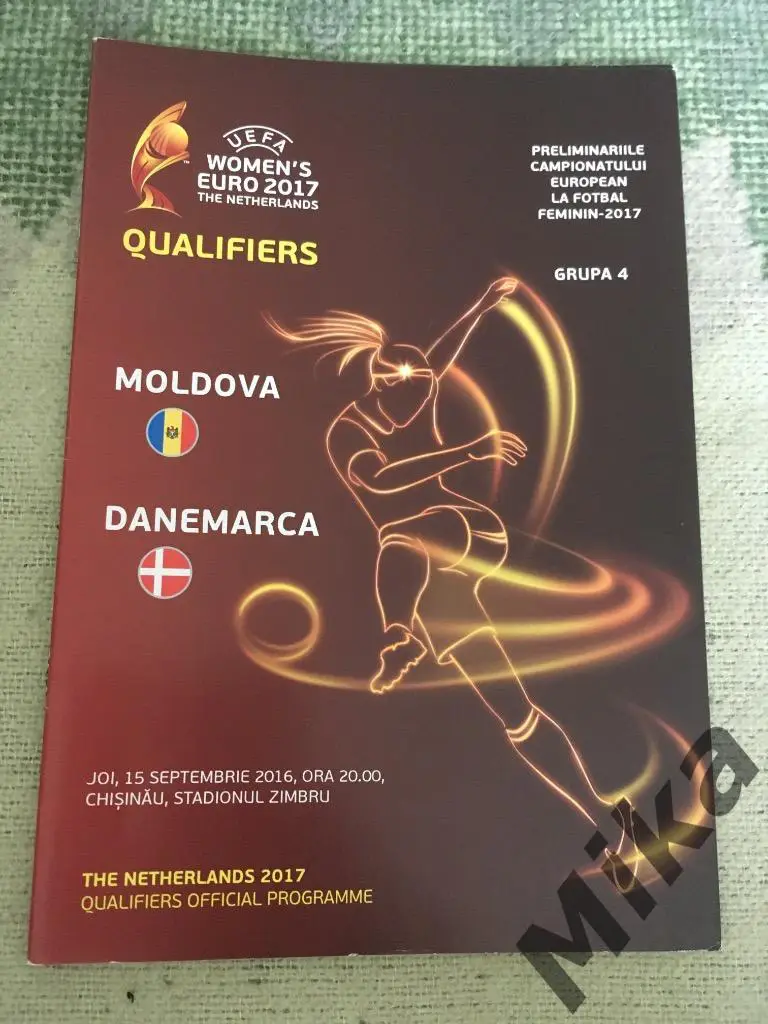 UEFA
WOMEN'S
EURO 2017
THE NETHERLANDS
™
QUALIFIERS
PRELIMINARIILE
CAMPIONATULUI
EUROPEAN
LA FOTBAL
FEMININ-2017
GRUPA 4
MOLDOVA
DANEMARCA
JOI, 15 SEPTEMBRIE 2016, ORA 20.00,
CHIȘINĂU, STADIONUL ZIMBRU
THE NETHERLANDS 2017
QUALIFIERS OFFICIAL PROGRAMME
Mika